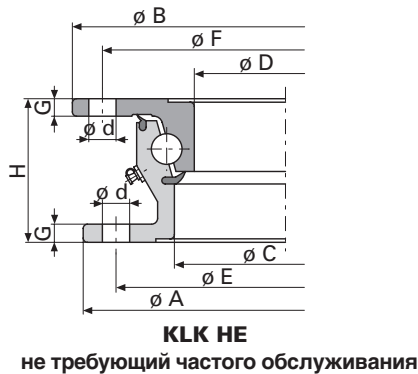 ø B
ø F
ø D
G
ø d
H
ø d
G
ø C
ø E
ø A
KLK HE
не требующий частого обслуживания